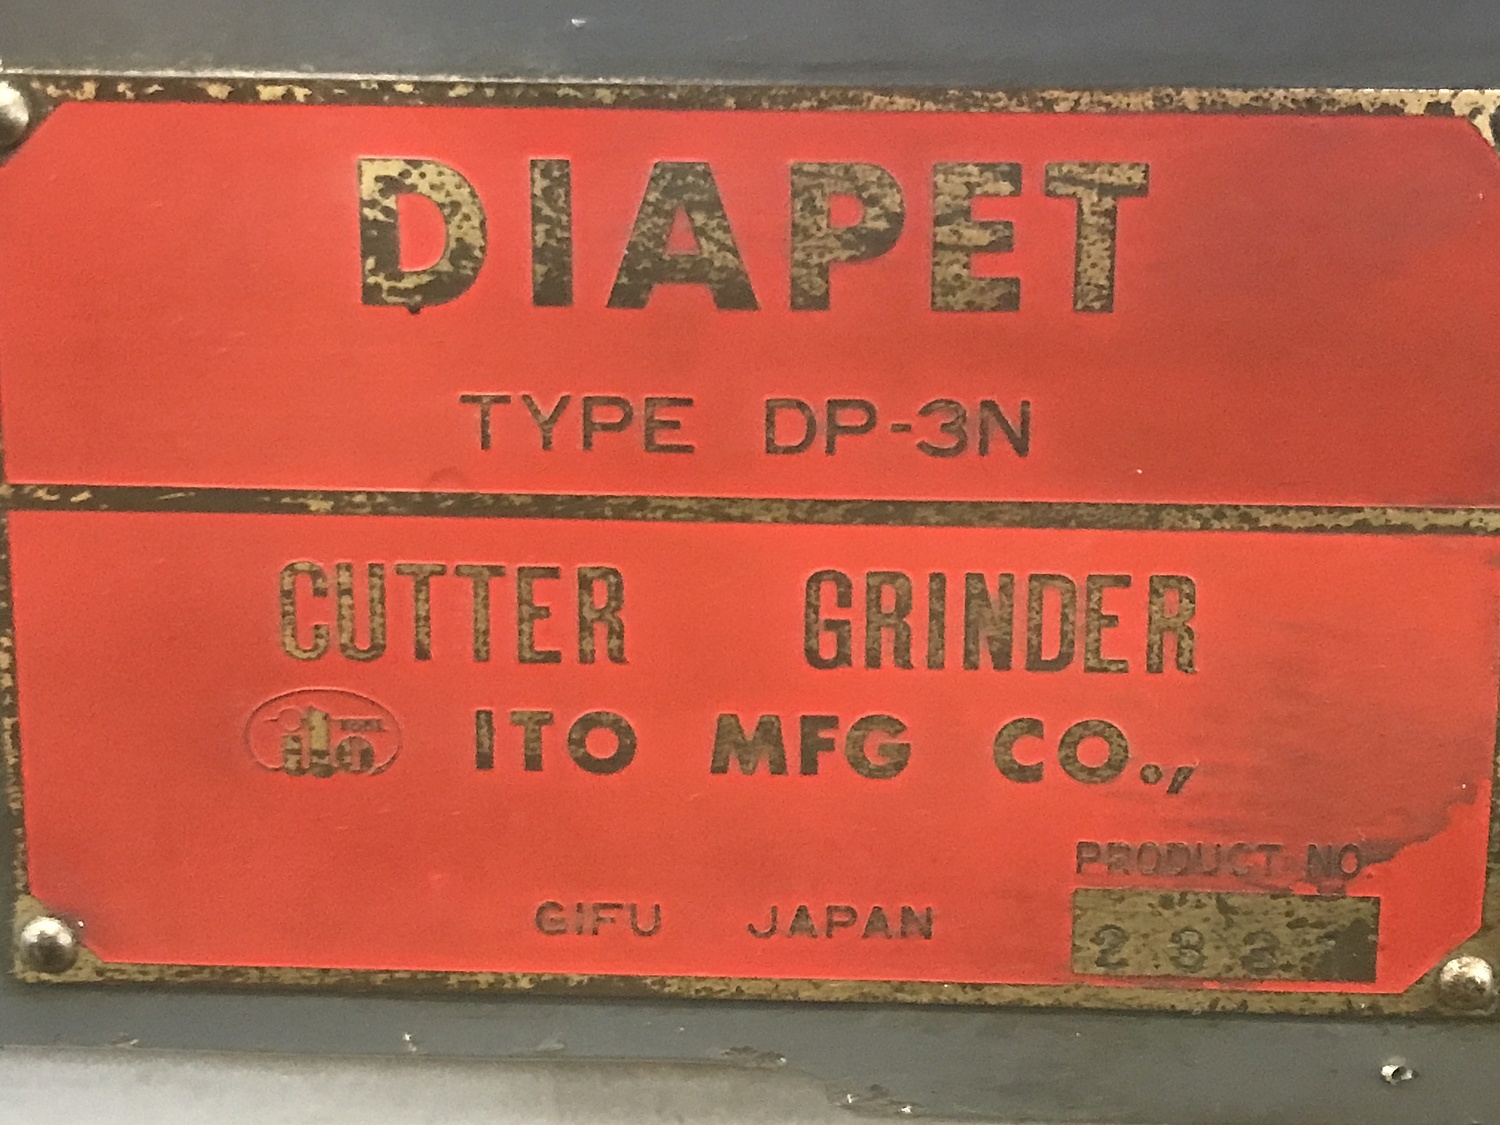 DIAPET
TYPE DP-3N
CUTTER GRINDER
ITO MFG CO.,
PRODUCT NO.
GIFU JAPAN